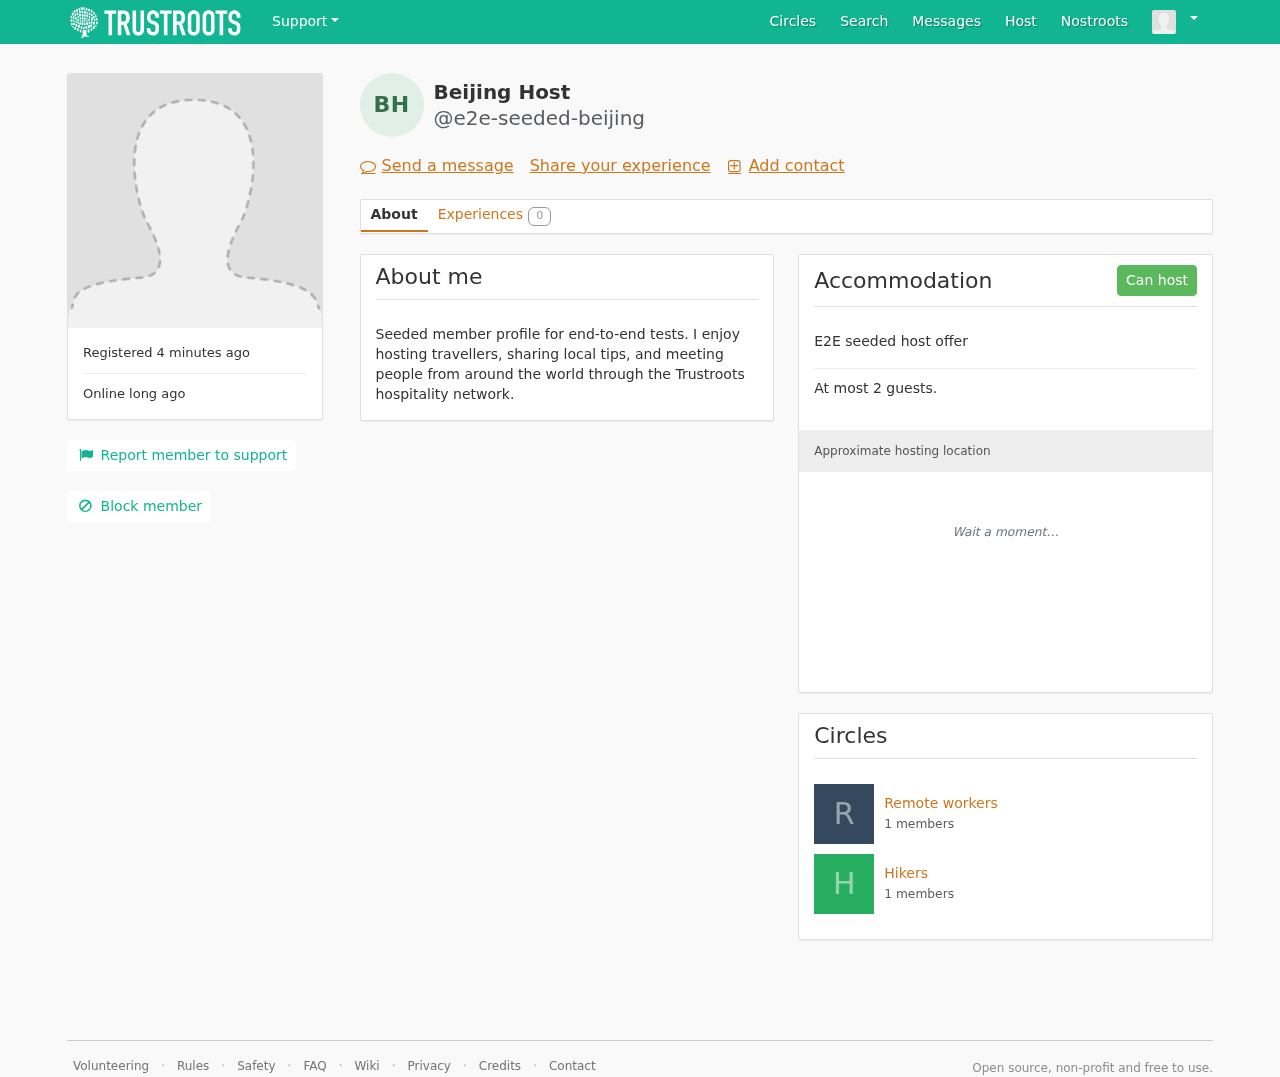 TRUSTROOTS Support Circles Search Messages Host Nostroots
BH
Beijing Host
@e2e-seeded-beijing
Send a message Share your experience Add contact
About Experiences 0
Registered 4 minutes ago
Online long ago
Report member to support
Block member
About me
Seeded member profile for end-to-end tests. I enjoy
hosting travellers, sharing local tips, and meeting
people from around the world through the Trustroots
hospitality network.
Accommodation Can host
E2E seeded host offer
At most 2 guests.
Approximate hosting location
Wait a moment...
Circles
R
Remote workers
1 members
H
Hikers
1 members
Volunteering · Rules · Safety · FAQ · Wiki · Privacy · Credits · Contact
Open source, non-profit and free to use.